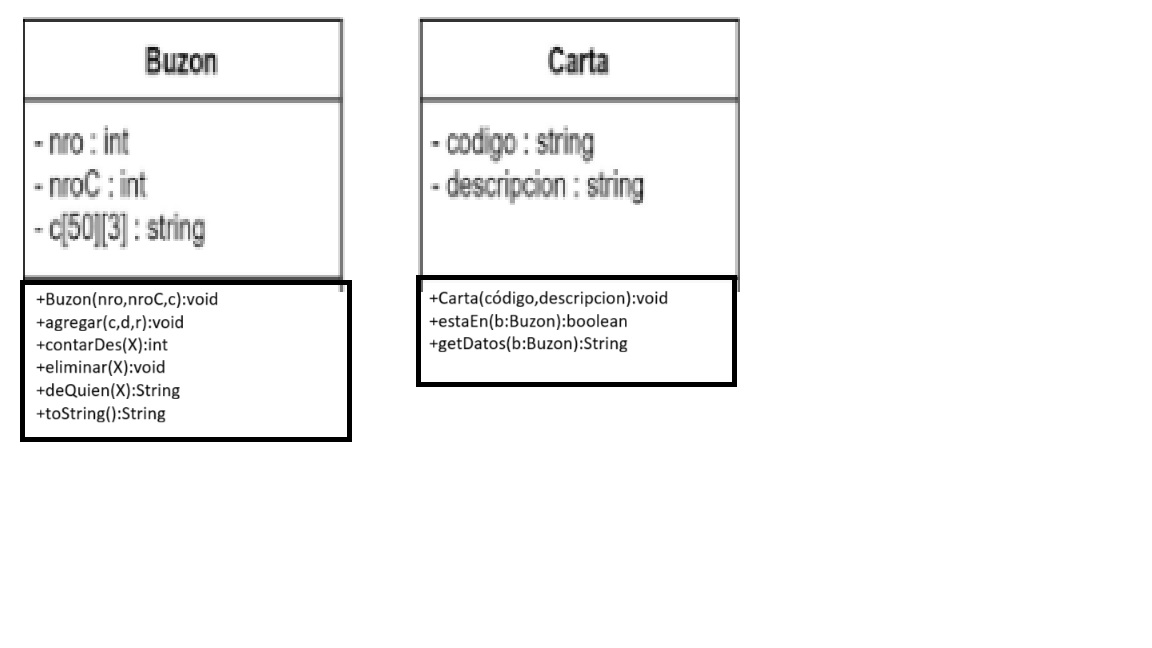 Buzon
- nro : int
- nroC : int
- c[50][3] : string
+Buzon(nro,nroC,c):void
+agregar(c,d,r):void
+contarDes(X):int
+eliminar(X):void
+deQuien(X):String
+toString():String
Carta
- codigo : string
- descripcion : string
+Carta(código,descripcion):void
+estaEn(b:Buzon):boolean
+getDatos(b:Buzon):String